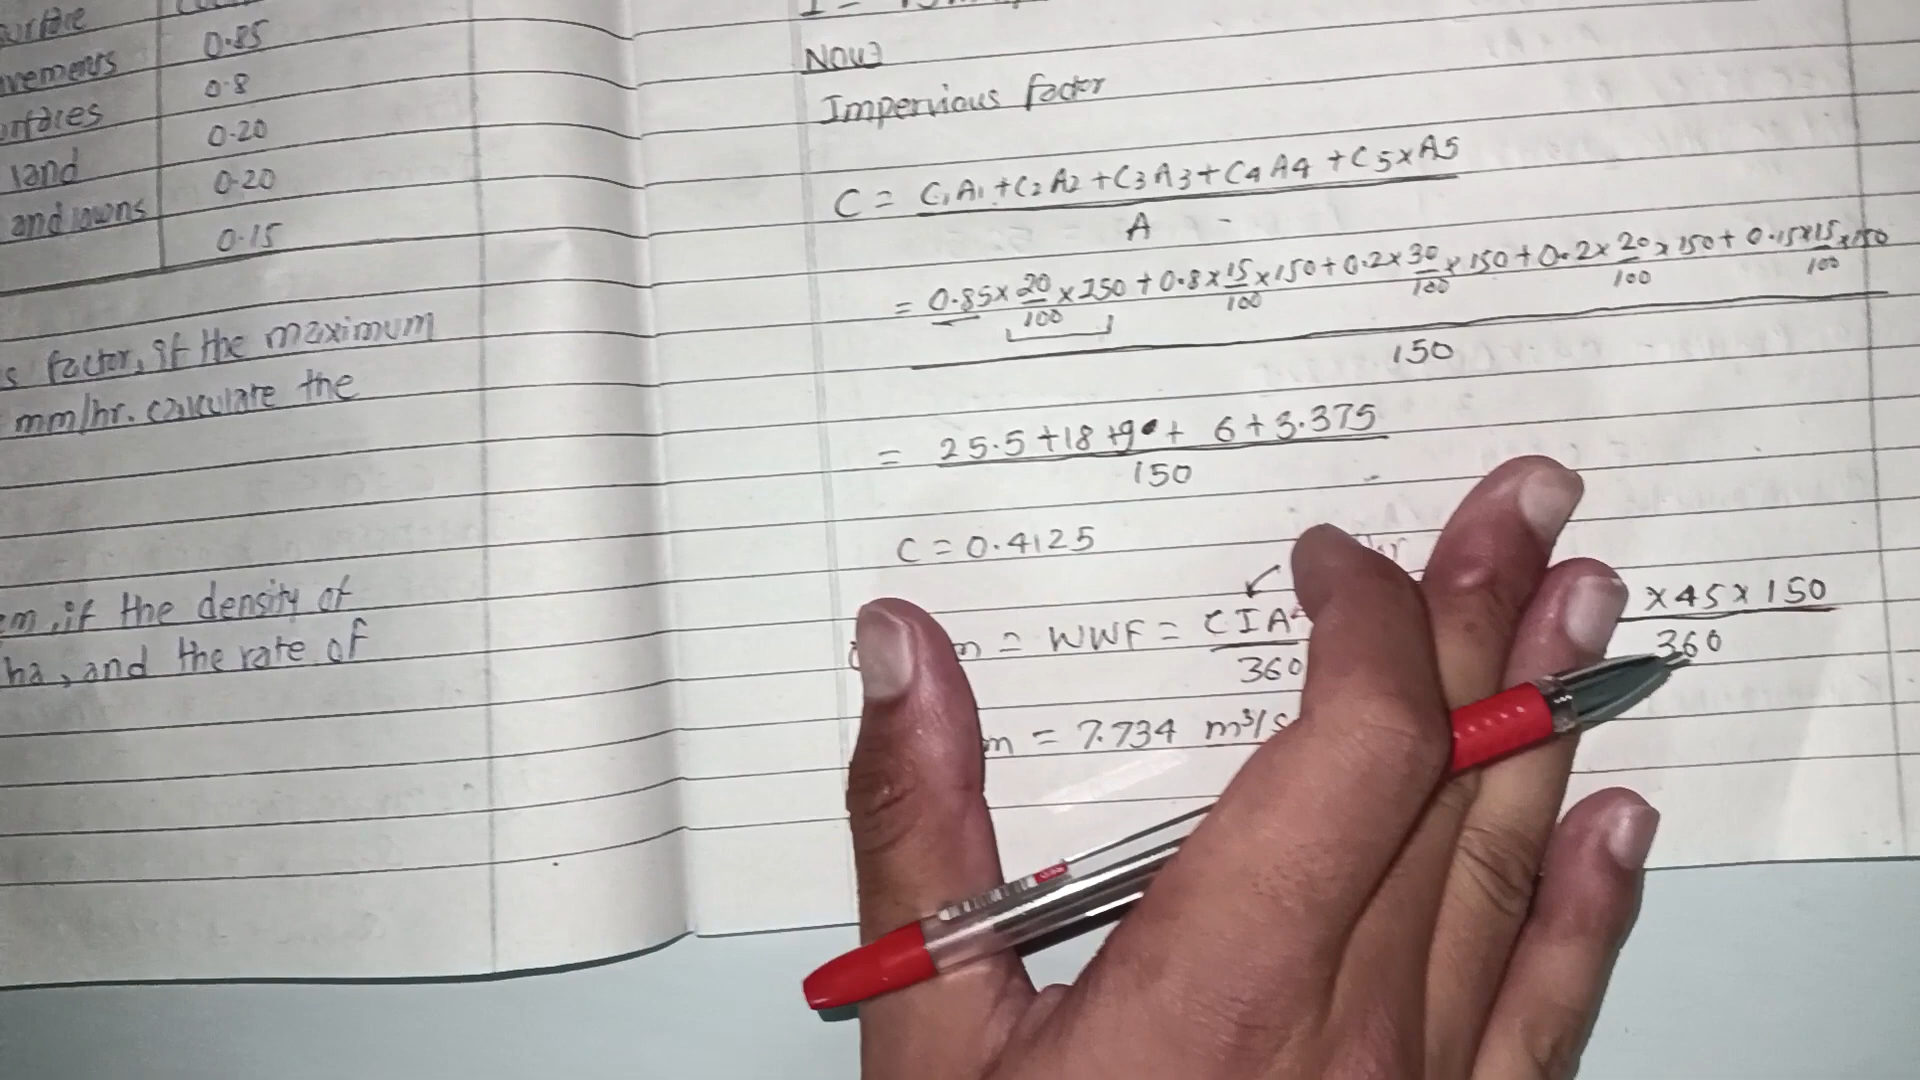 0.85
0.8
0.20
land 0.20
and lawns
0.15
factor, if the maximum
mm/hr. calculate the
if the density of
ha, and the rate of
Now,
Impervious factor
C = C1A1 + C2A2 + C3A3 + C4A4 + C5×A5
A
= 0.85×20/100×150 + 0.8×15/100×150 + 0.2×30/100×150 + 0.2×20/100×150 + 0.15×15/100×150
150
= 25.5+18+9+ 6+3.375
150
C = 0.4125
= WWF = CIA ×45×150
360 360
= 7.734 m³/s